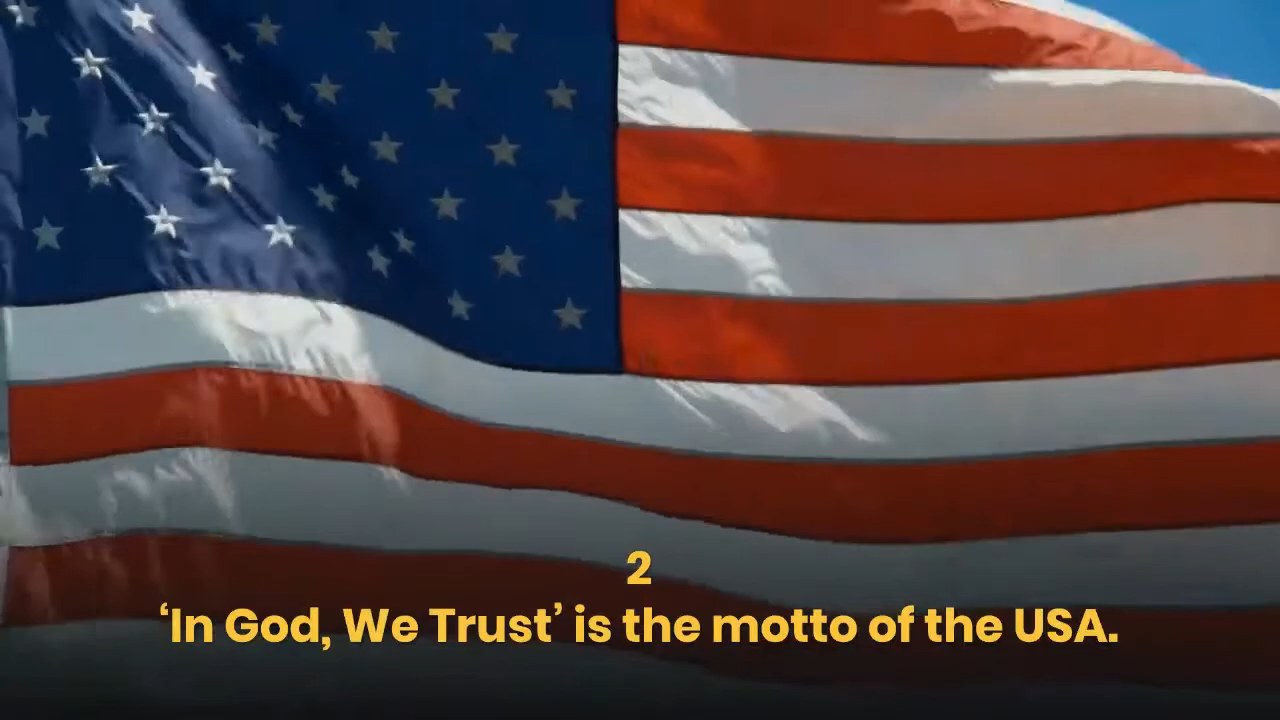 2
‘In God, We Trust’ is the motto of the USA.